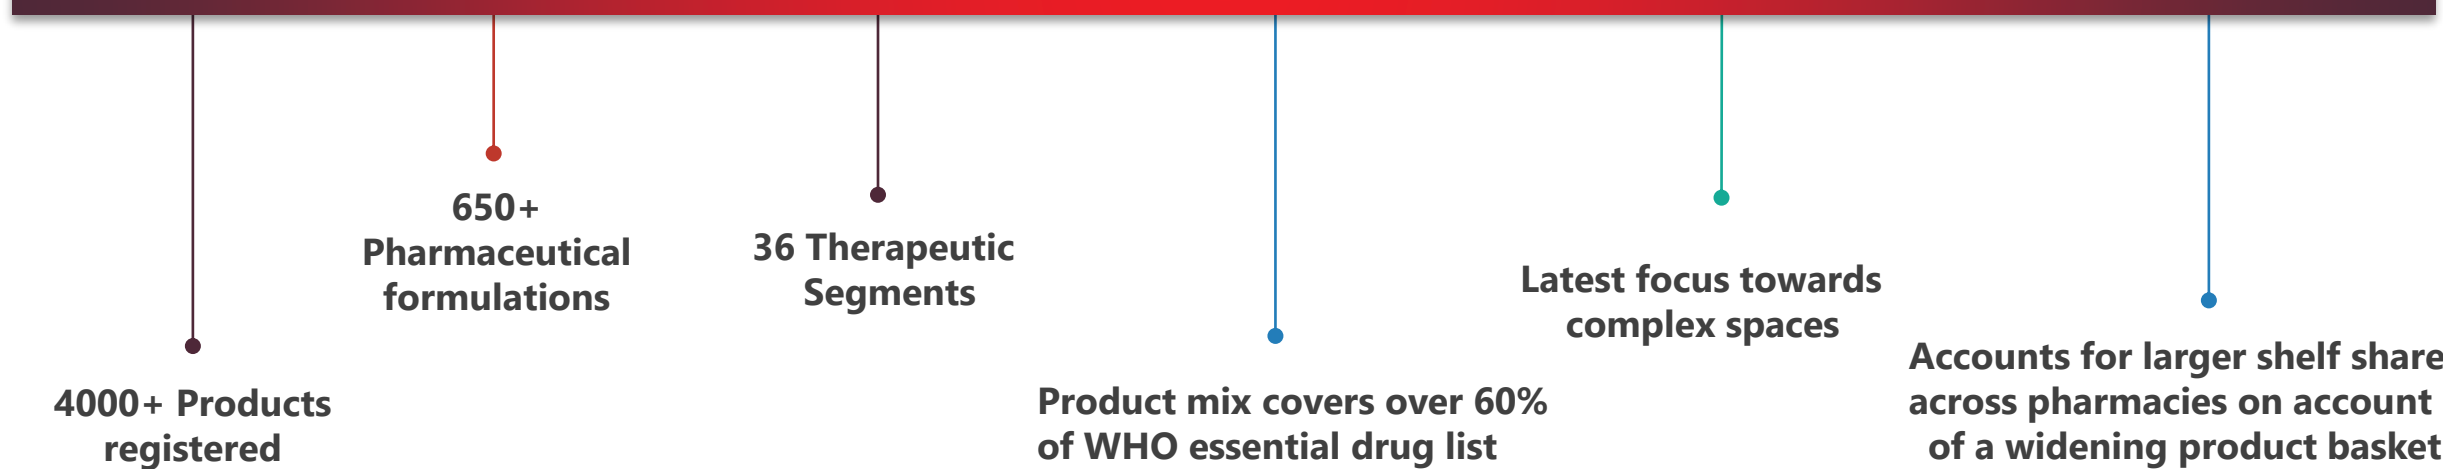 4000+ Products
registered
650+
Pharmaceutical
formulations
36 Therapeutic
Segments
Product mix covers over 60%
of WHO essential drug list
Latest focus towards
complex spaces
Accounts for larger shelf share
across pharmacies on account
of a widening product basket